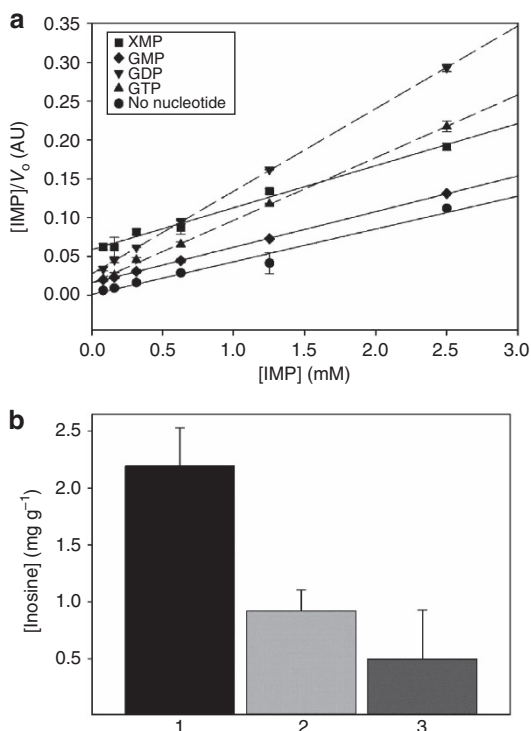 a
[IMP]/Vo (AU)
0.35
0.30
0.25
0.20
0.15
0.10
0.05
0.00
XMP
GMP
GDP
GTP
No nucleotide
0.0 0.5 1.0 1.5 2.0 2.5 3.0
[IMP] (mM)
b
[Inosine] (mg g⁻¹)
2.5
2.0
1.5
1.0
0.5
1 2 3